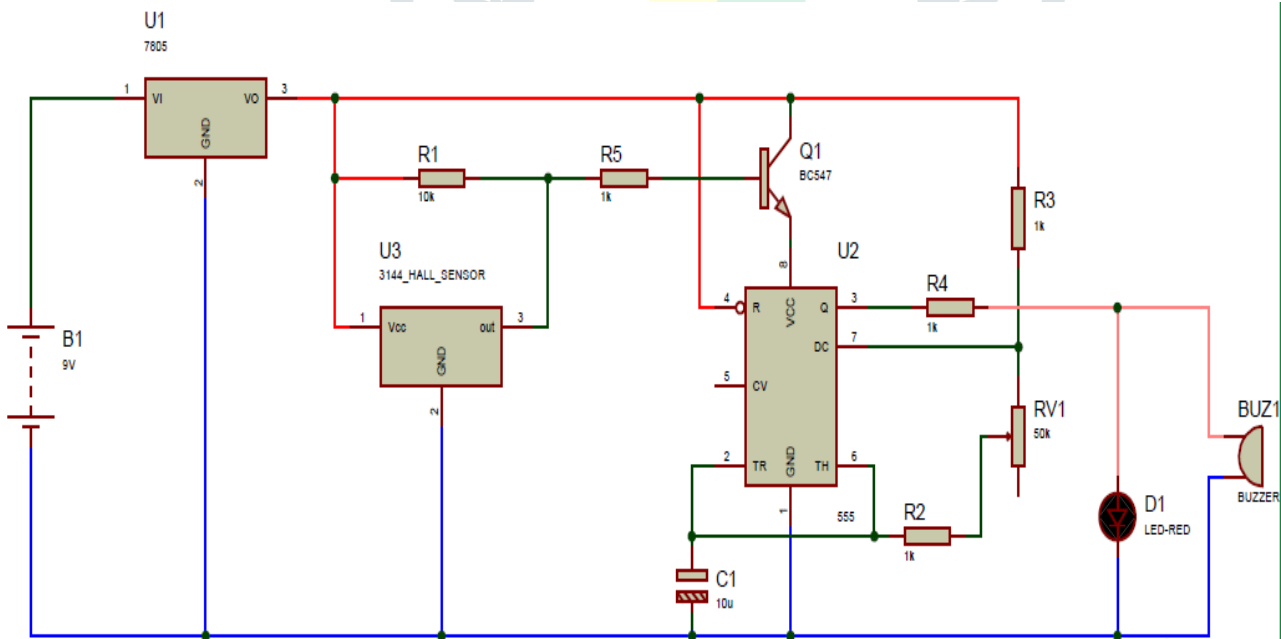 U1
7805
1
VI
VO
3
GND
2
R1
10k
R5
1k
Q1
BC547
R3
1k
U3
3144_HALL_SENSOR
1
Vcc
out
3
GND
2
B1
9V
8
U2
4
R
VCC
Q
3
R4
1k
DC
7
5
CV
RV1
50k
BUZ1
BUZZER
2
TR
GND
TH
6
1
555
R2
1k
D1
LED-RED
C1
10u